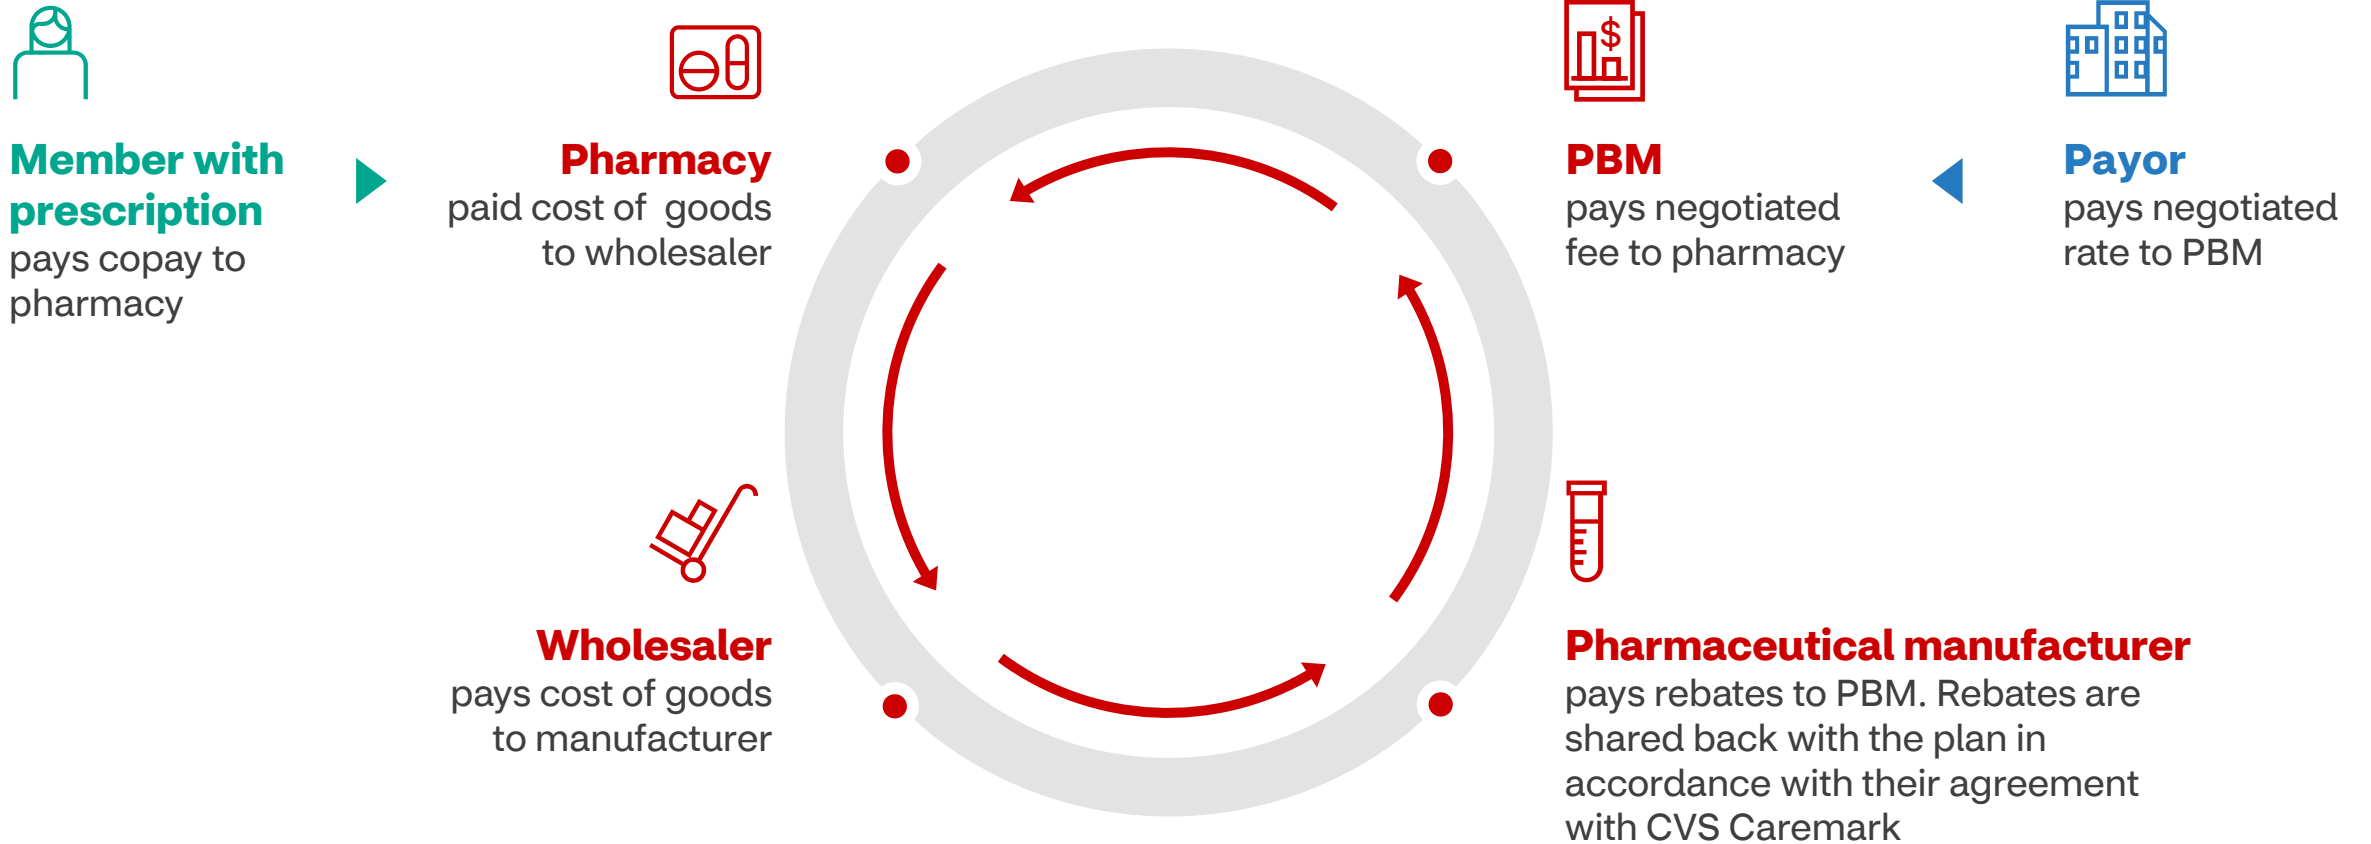 Member with
prescription
pays copay to
pharmacy
Pharmacy
paid cost of goods
to wholesaler
$
PBM
pays negotiated
fee to pharmacy
Payor
pays negotiated
rate to PBM
Wholesaler
pays cost of goods
to manufacturer
Pharmaceutical manufacturer
pays rebates to PBM. Rebates are
shared back with the plan in
accordance with their agreement
with CVS Caremark